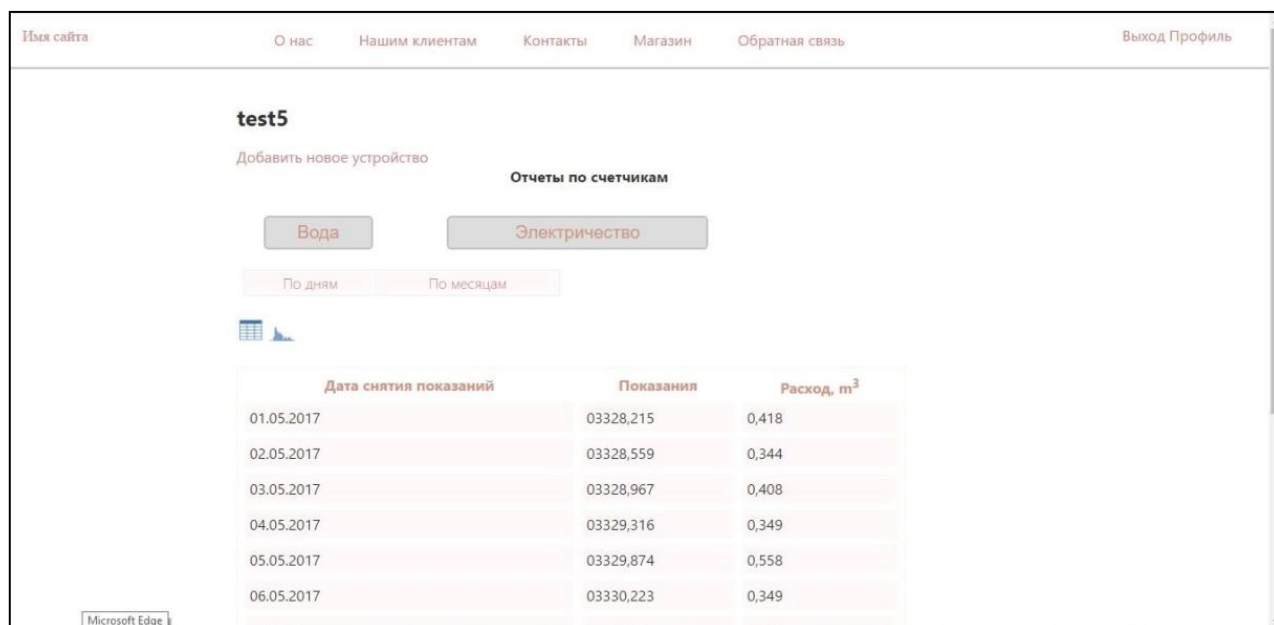 Имя сайта О нас Нашим клиентам Контакты Магазин Обратная связь Выход Профиль
test5
Добавить новое устройство
Отчеты по счетчикам
Вода Электричество
По дням По месяцам
Дата снятия показаний Показания Расход, m³
01.05.2017 03328,215 0,418
02.05.2017 03328,559 0,344
03.05.2017 03328,967 0,408
04.05.2017 03329,316 0,349
05.05.2017 03329,874 0,558
06.05.2017 03330,223 0,349
Microsoft Edge